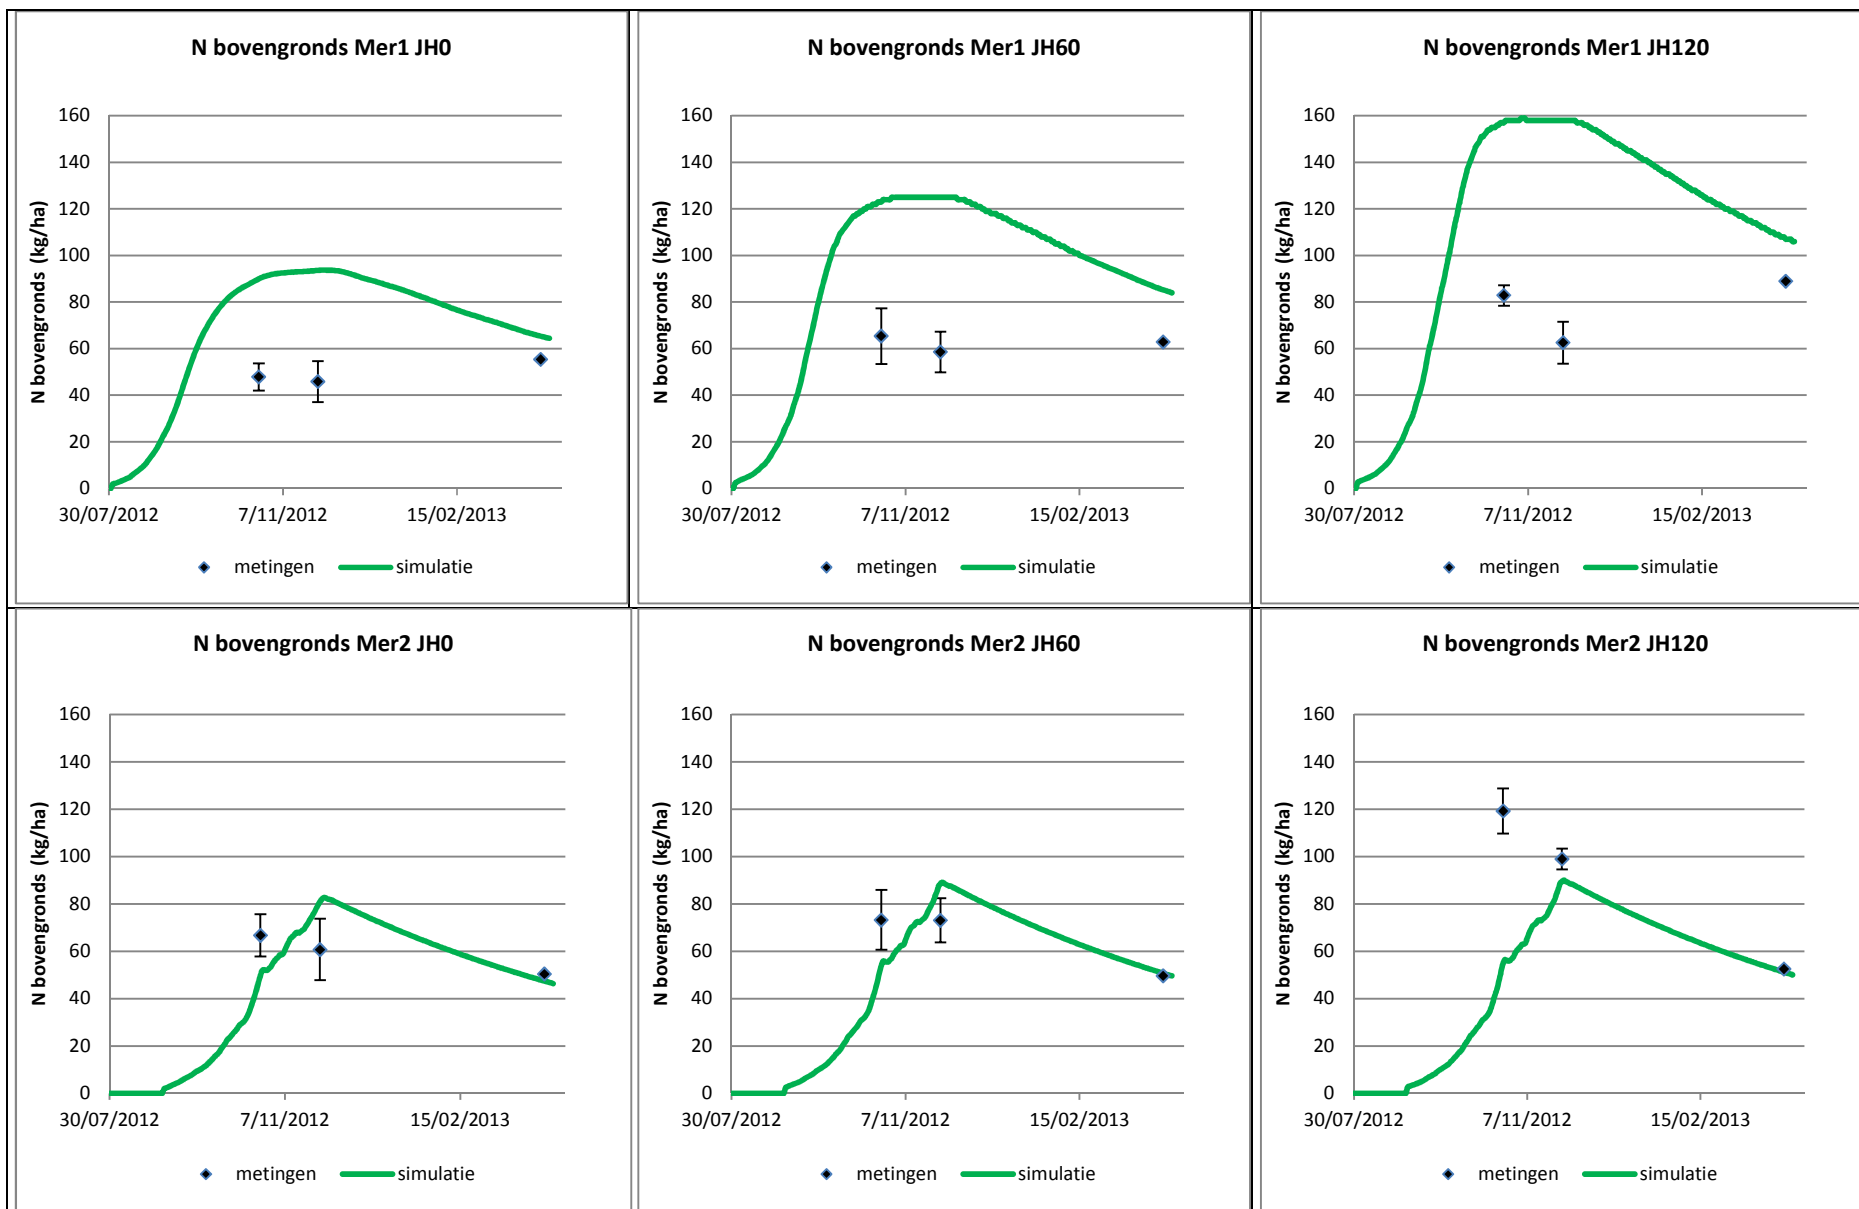 N bovengronds Mer1 JH0
N bovengronds (kg/ha)
160
140
120
100
80
60
40
20
0
30/07/2012 7/11/2012 15/02/2013
metingen simulatie
N bovengronds Mer1 JH60
N bovengronds (kg/ha)
160
140
120
100
80
60
40
20
0
30/07/2012 7/11/2012 15/02/2013
metingen simulatie
N bovengronds Mer1 JH120
N bovengronds (kg/ha)
160
140
120
100
80
60
40
20
0
30/07/2012 7/11/2012 15/02/2013
metingen simulatie
N bovengronds Mer2 JH0
N bovengronds (kg/ha)
160
140
120
100
80
60
40
20
0
30/07/2012 7/11/2012 15/02/2013
metingen simulatie
N bovengronds Mer2 JH60
N bovengronds (kg/ha)
160
140
120
100
80
60
40
20
0
30/07/2012 7/11/2012 15/02/2013
metingen simulatie
N bovengronds Mer2 JH120
N bovengronds (kg/ha)
160
140
120
100
80
60
40
20
0
30/07/2012 7/11/2012 15/02/2013
metingen simulatie